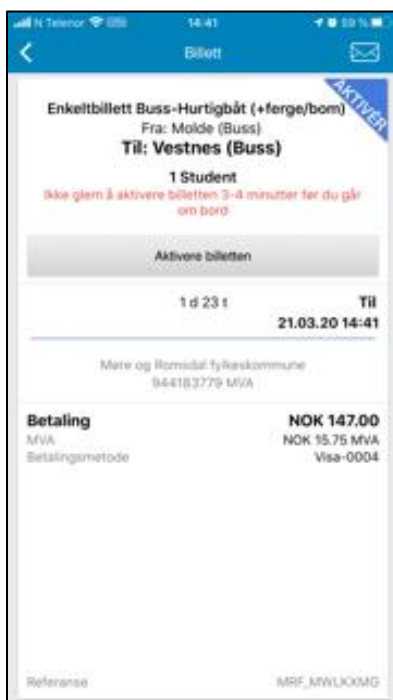 N Telenor 14:41 59 %
Billett
AKTIVER
Enkeltbillett Buss-Hurtigbåt (+ferge/bom)
Fra: Molde (Buss)
Til: Vestnes (Buss)
1 Student
Ikke glem å aktivere billetten 3-4 minutter før du går
om bord
Aktivere billetten
1 d 23 t Til
21.03.20 14:41
Møre og Romsdal fylkeskommune
944183779 MVA
Betaling NOK 147.00
MVA NOK 15.75 MVA
Betalingsmetode Visa-0004
Referanse MRF_MWLKXXMG